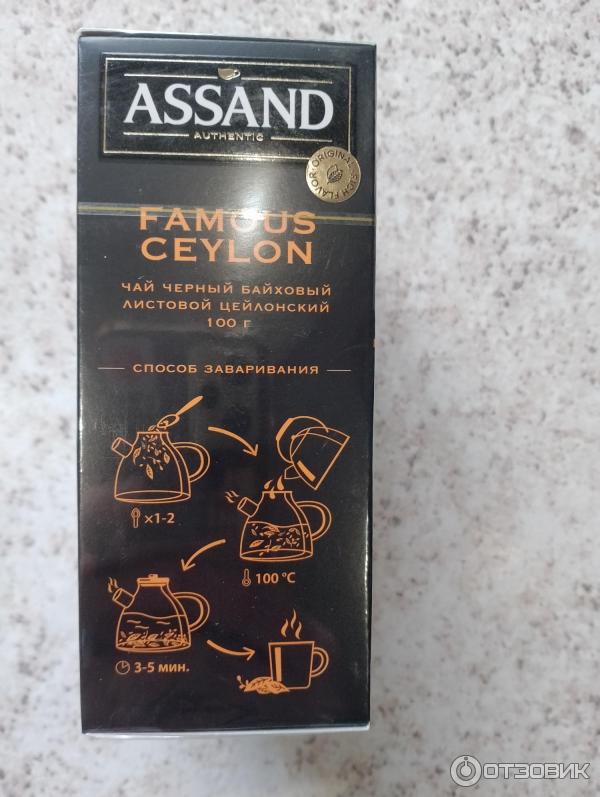 ASSAND
AUTHENTIC
ORIGINAL
RICH FLAVOR
FAMOUS
CEYLON
ЧАЙ ЧЕРНЫЙ БАЙХОВЫЙ
ЛИСТОВОЙ ЦЕЙЛОНСКИЙ
100 г
СПОСОБ ЗАВАРИВАНИЯ
x1-2
100 °C
3-5 мин.
ОТЗОВИК